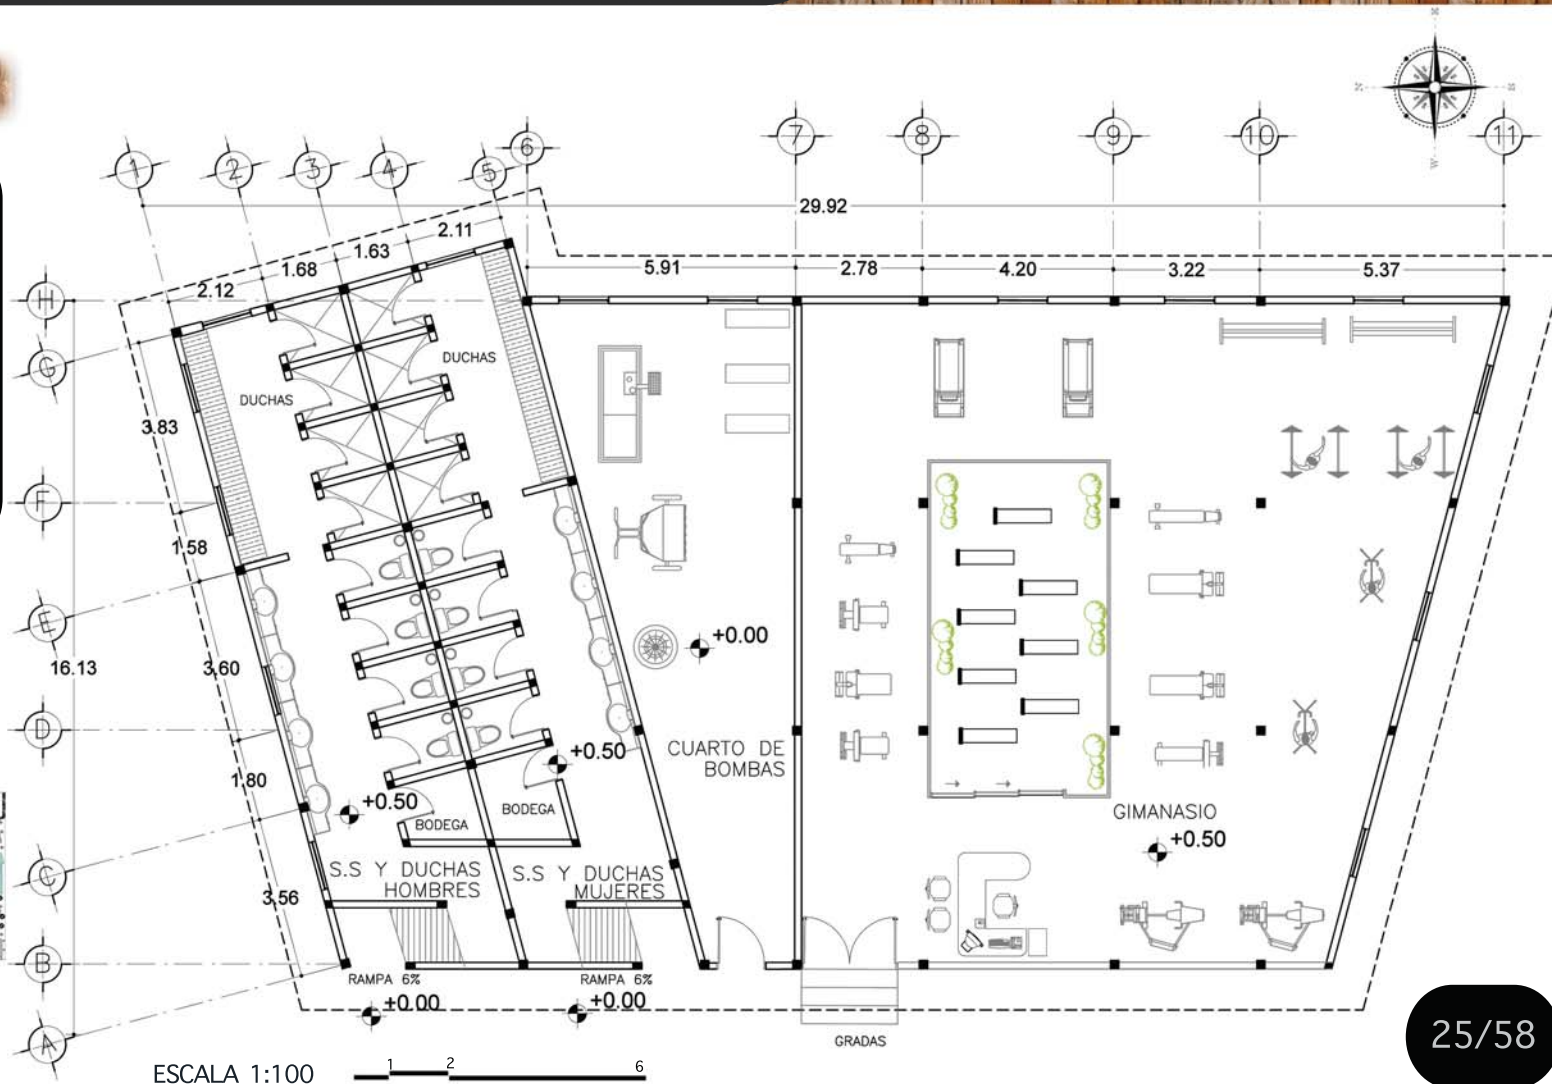 1
2
3
4
5
6
7
8
9
10
11
29.92
2.12
1.68
1.63
2.11
5.91
2.78
4.20
3.22
5.37
H
G
F
E
D
C
B
A
3.83
1.58
3.60
1.80
3.56
16.13
DUCHAS
DUCHAS
+0.00
+0.50
+0.50
CUARTO DE
BOMBAS
BODEGA
BODEGA
GIMANASIO
+0.50
S.S Y DUCHAS
HOMBRES
S.S Y DUCHAS
MUJERES
RAMPA 6%
RAMPA 6%
+0.00
+0.00
GRADAS
ESCALA 1:100
1
2
6
25/58
W